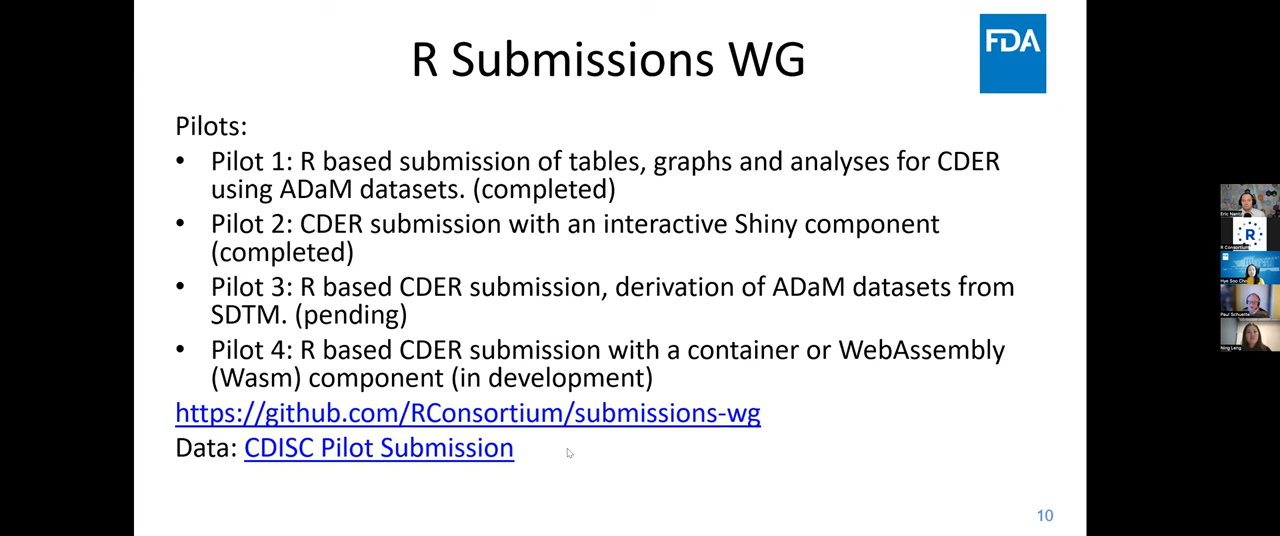 R Submissions WG
FDA
Pilots:
• Pilot 1: R based submission of tables, graphs and analyses for CDER
using ADaM datasets. (completed)
• Pilot 2: CDER submission with an interactive Shiny component
(completed)
• Pilot 3: R based CDER submission, derivation of ADaM datasets from
SDTM. (pending)
• Pilot 4: R based CDER submission with a container or WebAssembly
(Wasm) component (in development)
https://github.com/RConsortium/submissions-wg
Data: CDISC Pilot Submission
10
R
R Consortium
Paul Schuette